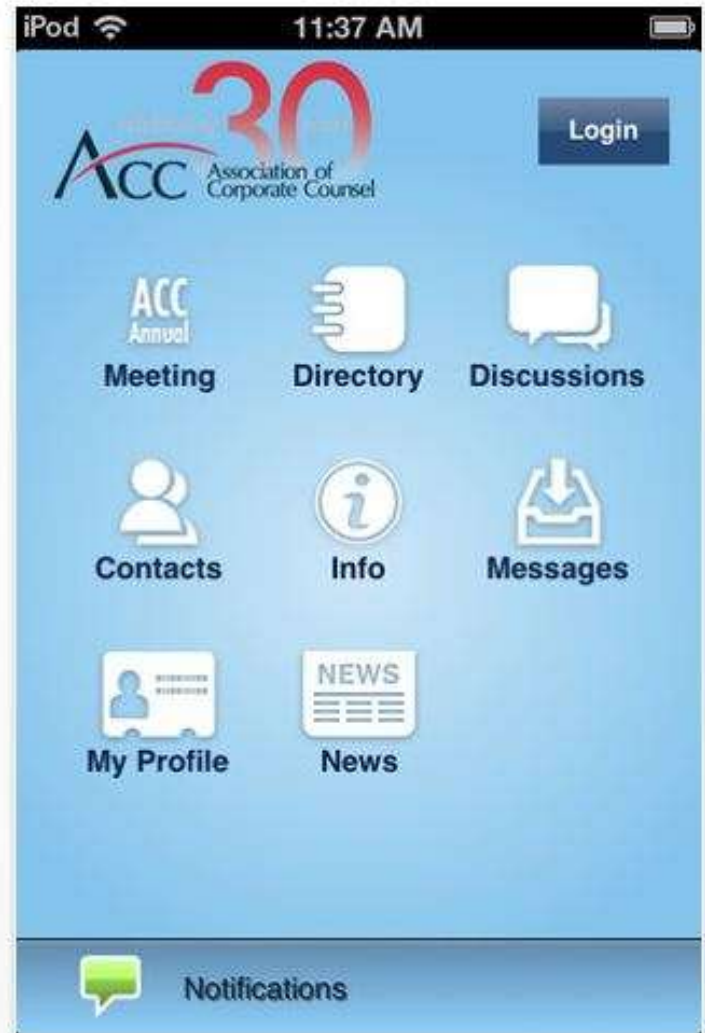 iPod 11:37 AM
30
ACC Association of
Corporate Counsel
Login
ACC
Annual
Meeting Directory Discussions
Contacts Info Messages
NEWS
My Profile News
Notifications